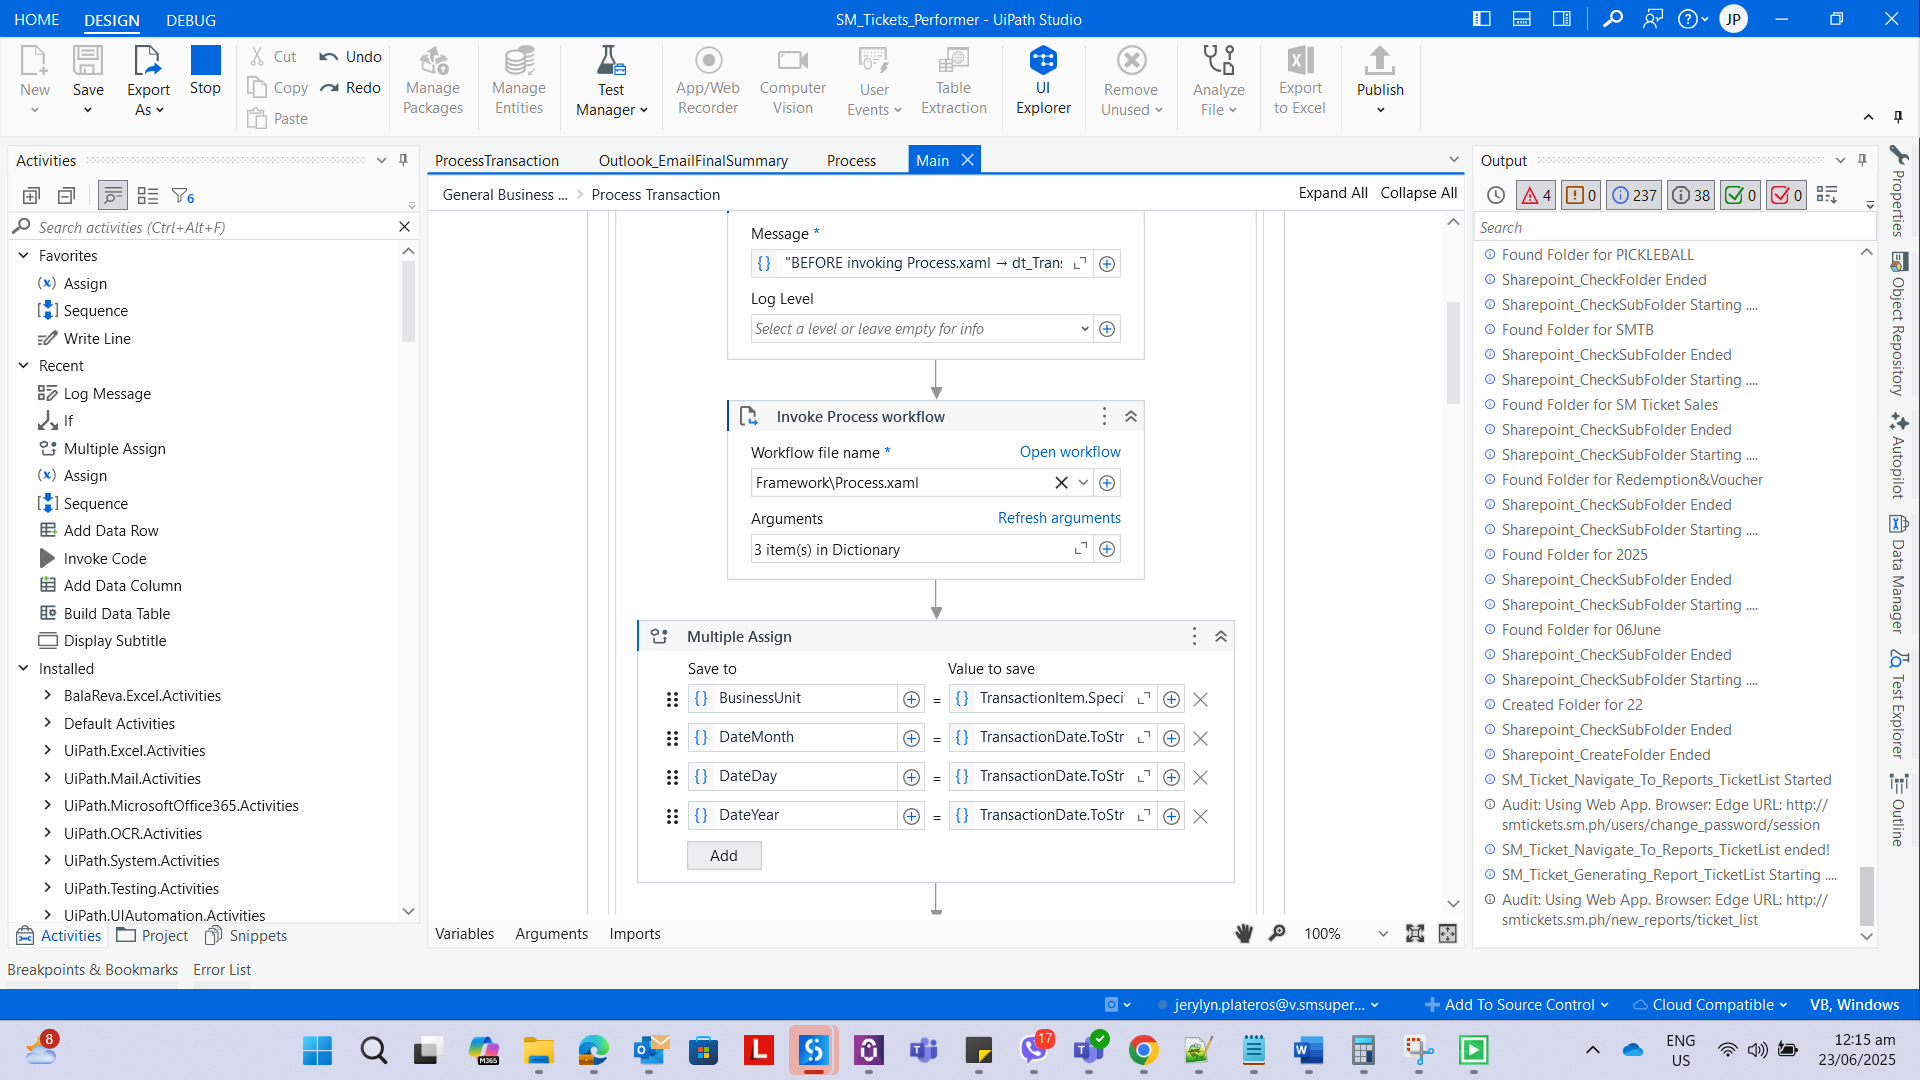 HOME DESIGN DEBUG
SM_Tickets_Performer - UiPath Studio
JP
New
Save
Export As
Stop
Cut
Copy
Paste
Undo
Redo
Manage Packages
Manage Entities
Test Manager
App/Web Recorder
Computer Vision
User Events
Table Extraction
UI Explorer
Remove Unused
Analyze File
Export to Excel
Publish
Activities
6
Search activities (Ctrl+Alt+F)
Favorites
Assign
Sequence
Write Line
Recent
Log Message
If
Multiple Assign
Assign
Sequence
Add Data Row
Invoke Code
Add Data Column
Build Data Table
Display Subtitle
Installed
BalaReva.Excel.Activities
Default Activities
UiPath.Excel.Activities
UiPath.Mail.Activities
UiPath.MicrosoftOffice365.Activities
UiPath.OCR.Activities
UiPath.System.Activities
UiPath.Testing.Activities
UiPath.UIAutomation.Activities
Activities Project Snippets
ProcessTransaction Outlook_EmailFinalSummary Process Main
General Business ... > Process Transaction
Expand All Collapse All
Message *
"BEFORE invoking Process.xaml → dt_Trans
Log Level
Select a level or leave empty for info
Invoke Process workflow
Workflow file name * Open workflow
Framework\Process.xaml
Arguments Refresh arguments
3 item(s) in Dictionary
Multiple Assign
Save to Value to save
BusinessUnit = TransactionItem.Speci
DateMonth = TransactionDate.ToStr
DateDay = TransactionDate.ToStr
DateYear = TransactionDate.ToStr
Add
Variables Arguments Imports
100%
Output
4 0 237 38 0 0
Search
Found Folder for PICKLEBALL
Sharepoint_CheckFolder Ended
Sharepoint_CheckSubFolder Starting ....
Found Folder for SMTB
Sharepoint_CheckSubFolder Ended
Sharepoint_CheckSubFolder Starting ....
Found Folder for SM Ticket Sales
Sharepoint_CheckSubFolder Ended
Sharepoint_CheckSubFolder Starting ....
Found Folder for Redemption&Voucher
Sharepoint_CheckSubFolder Ended
Sharepoint_CheckSubFolder Starting ....
Found Folder for 2025
Sharepoint_CheckSubFolder Ended
Sharepoint_CheckSubFolder Starting ....
Found Folder for 06June
Sharepoint_CheckSubFolder Ended
Sharepoint_CheckSubFolder Starting ....
Created Folder for 22
Sharepoint_CheckSubFolder Ended
Sharepoint_CreateFolder Ended
SM_Ticket_Navigate_To_Reports_TicketList Started
Audit: Using Web App. Browser: Edge URL: http://
smtickets.sm.ph/users/change_password/session
SM_Ticket_Navigate_To_Reports_TicketList ended!
SM_Ticket_Generating_Report_TicketList Starting ....
Audit: Using Web App. Browser: Edge URL: http://
smtickets.sm.ph/new_reports/ticket_list
Properties
Object Repository
Autopilot
Data Manager
Test Explorer
Outline
Breakpoints & Bookmarks Error List
jerylyn.plateros@v.smsuper...
Add To Source Control
Cloud Compatible
VB, Windows
8
M365
17
ENG
US
12:15 am
23/06/2025